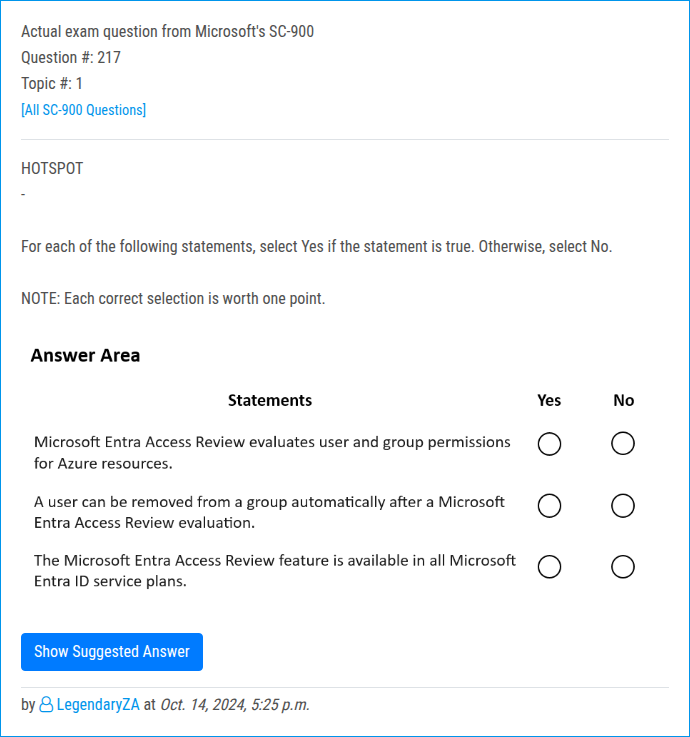 Actual exam question from Microsoft's SC-900
Question #: 217
Topic #: 1
[All SC-900 Questions]
HOTSPOT
-
For each of the following statements, select Yes if the statement is true. Otherwise, select No.
NOTE: Each correct selection is worth one point.
Answer Area
Statements Yes No
Microsoft Entra Access Review evaluates user and group permissions
for Azure resources.
A user can be removed from a group automatically after a Microsoft
Entra Access Review evaluation.
The Microsoft Entra Access Review feature is available in all Microsoft
Entra ID service plans.
Show Suggested Answer
by LegendaryZA at Oct. 14, 2024, 5:25 p.m.